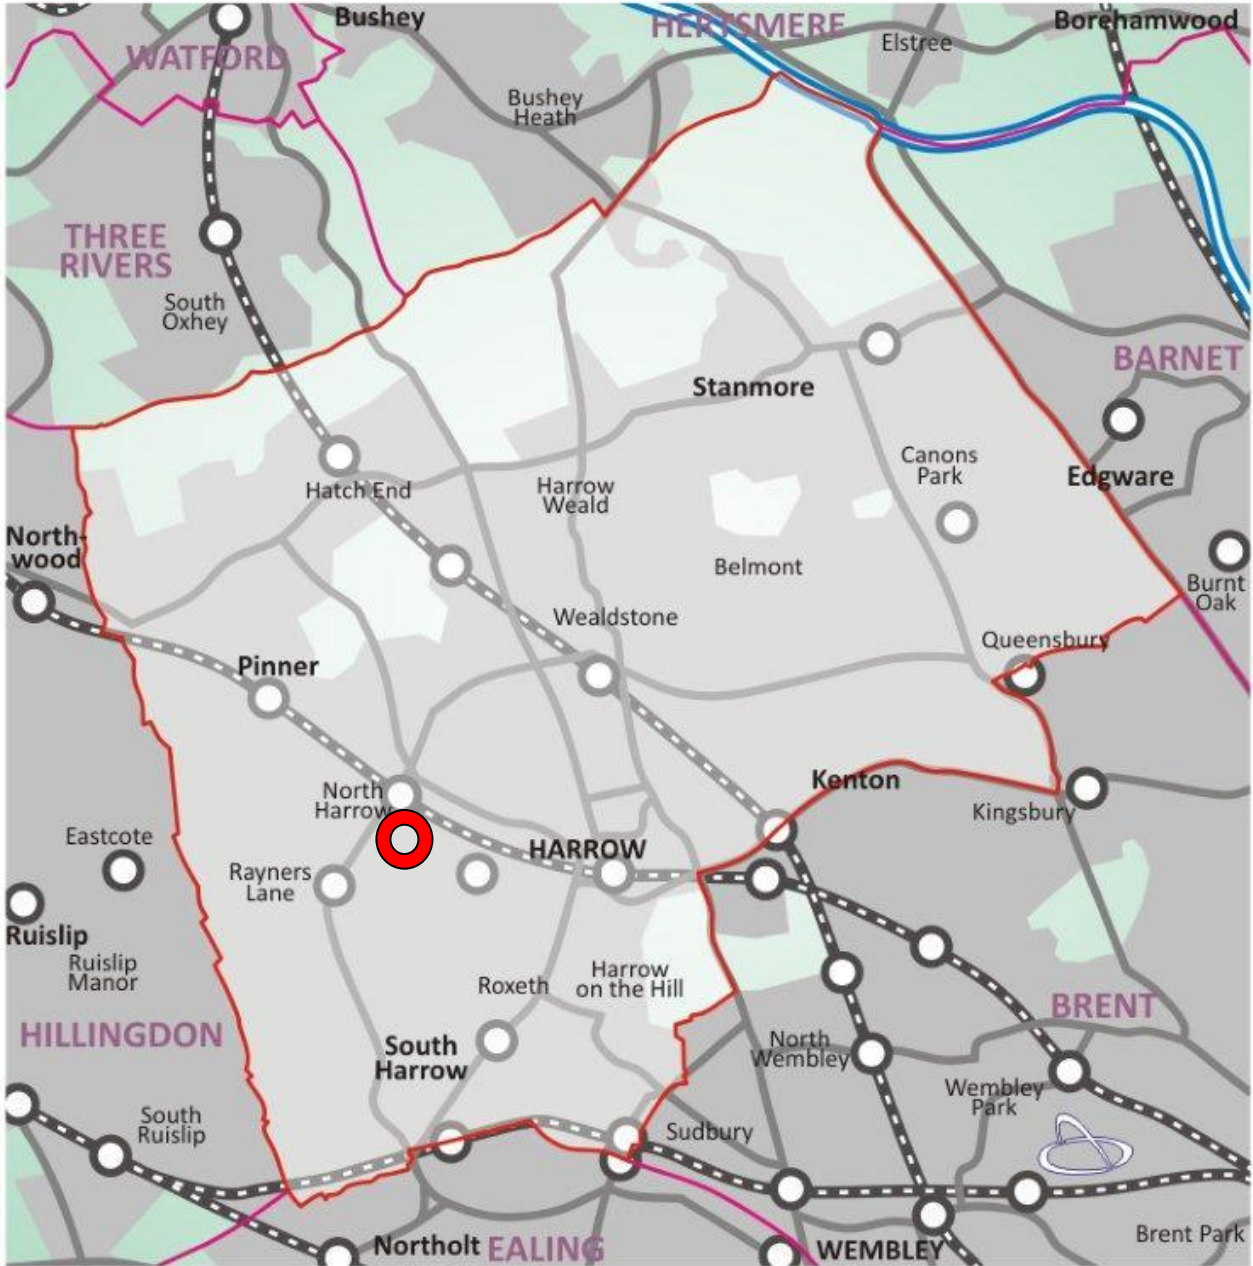 Bushey
HERTSMERE
Borehamwood
WATFORD
Elstree
Bushey
Heath
THREE
RIVERS
South
Oxhey
BARNET
Stanmore
Edgware
Canons
Park
Hatch End
Harrow
Weald
North-
wood
Belmont
Burnt
Oak
Wealdstone
Queensbury
Pinner
Kenton
North
Harrow
Kingsbury
Eastcote
HARROW
Rayners
Lane
Ruislip
Ruislip
Manor
Harrow
on the Hill
Roxeth
BRENT
HILLINGDON
South
Harrow
North
Wembley
Wembley
Park
South
Ruislip
Sudbury
Northolt
EALING
WEMBLEY
Brent Park